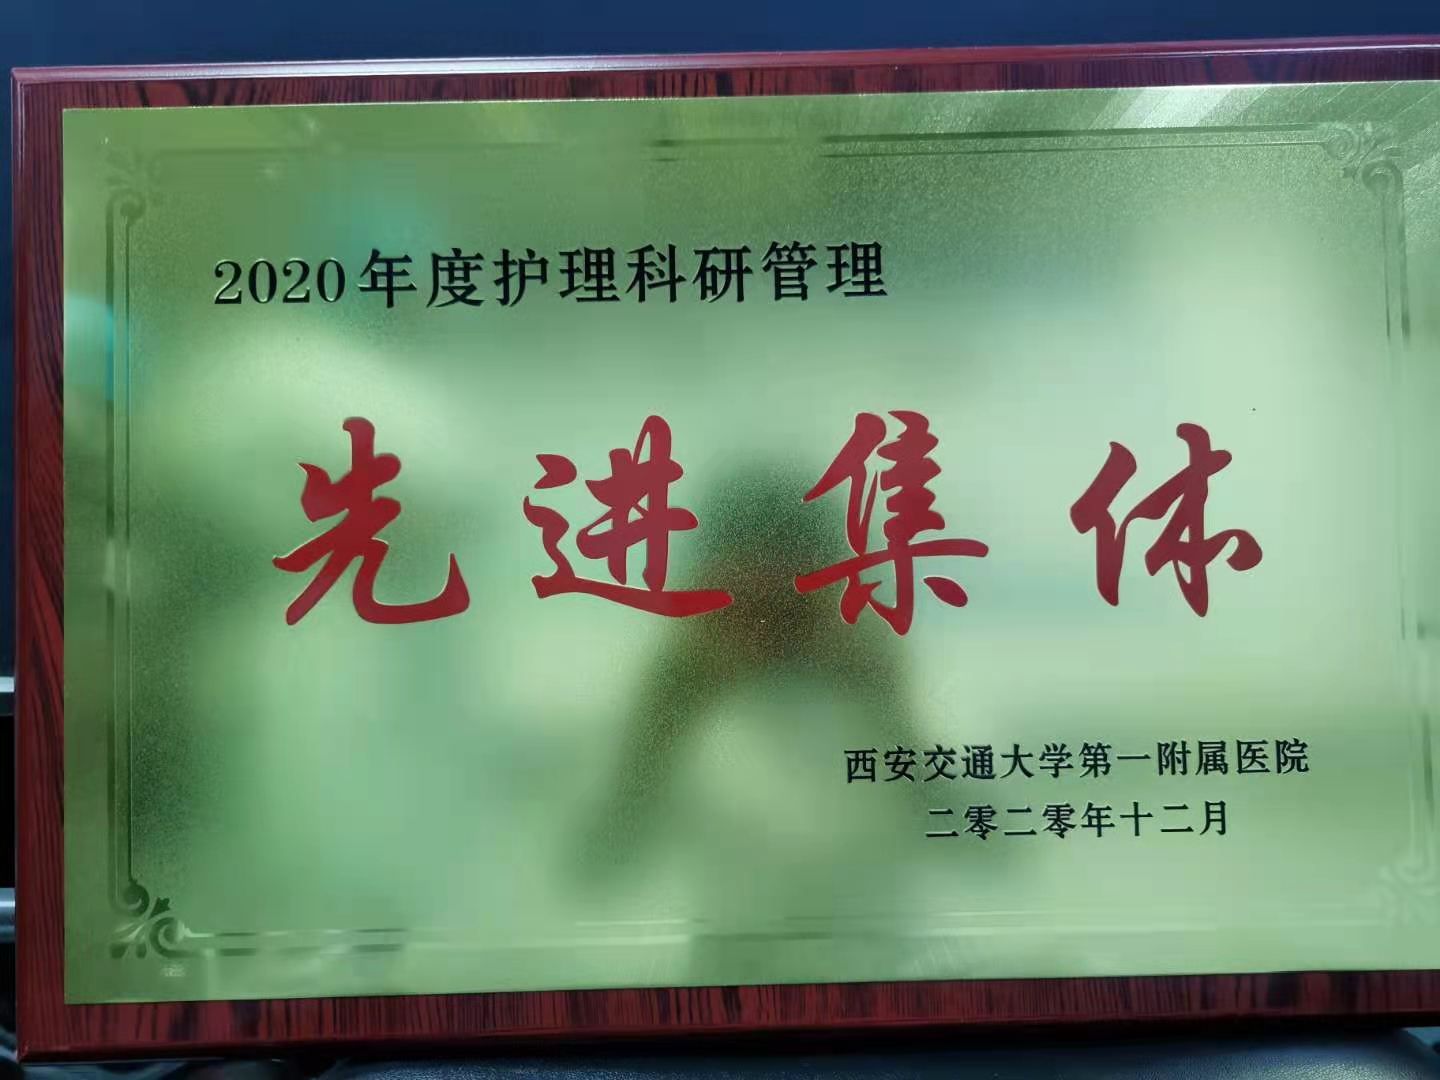 2020年度护理科研管理
先进集体
西安交通大学第一附属医院
二零二零年十二月